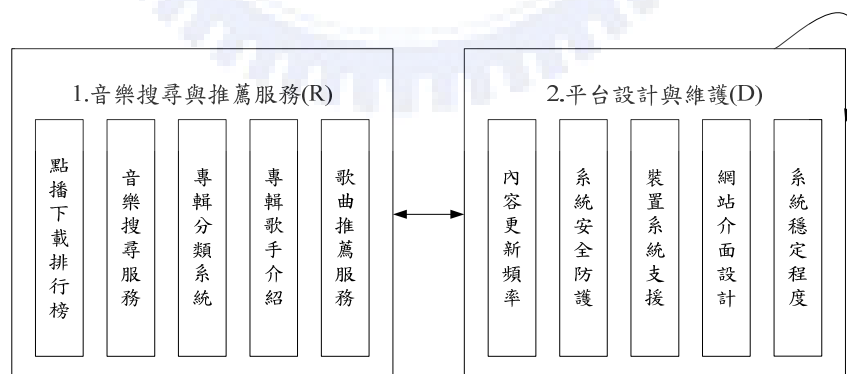 1.音樂搜尋與推薦服務(R)
點播下載排行榜
音樂搜尋服務
專輯分類系統
專輯歌手介紹
歌曲推薦服務
2.平台設計與維護(D)
內容更新頻率
系統安全防護
裝置系統支援
網站介面設計
系統穩定程度